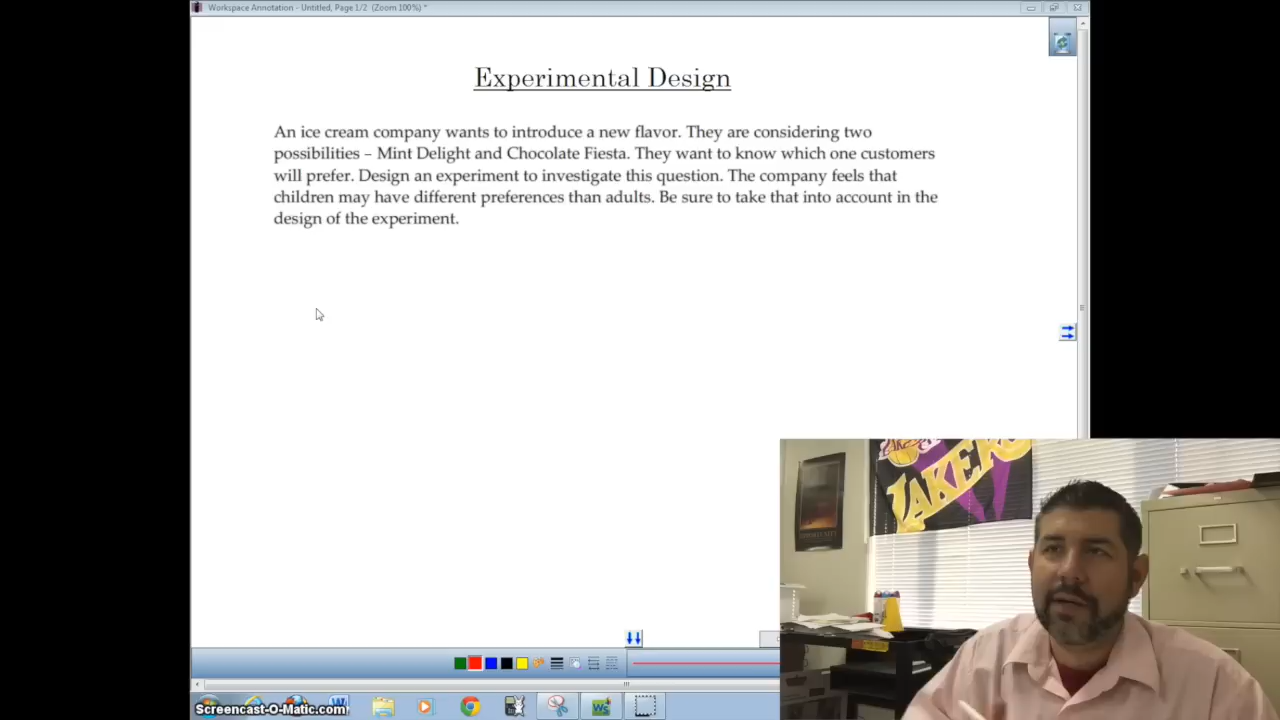 Workspace Annotation - Untitled, Page 1/2 (Zoom 100%) *
Experimental Design
An ice cream company wants to introduce a new flavor. They are considering two
possibilities – Mint Delight and Chocolate Fiesta. They want to know which one customers
will prefer. Design an experiment to investigate this question. The company feels that
children may have different preferences than adults. Be sure to take that into account in the
design of the experiment.
LAKERS
Screencast-O-Matic.com